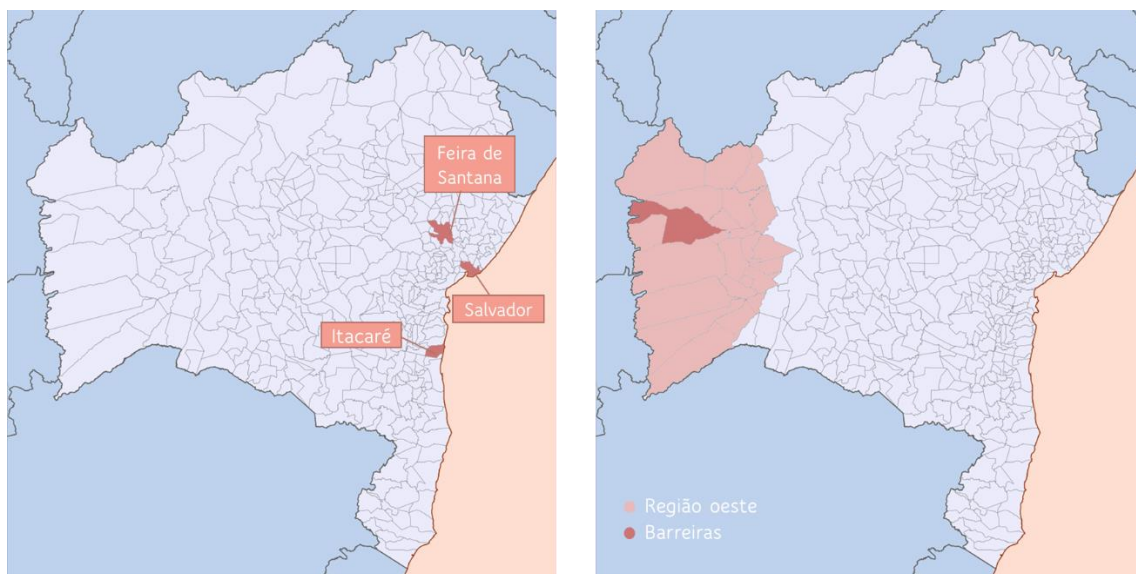 Feira de
Santana
Salvador
Itacaré
Região oeste
Barreiras